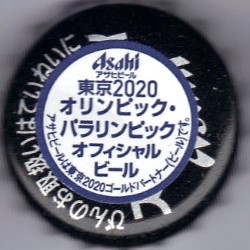 Asahi
アサヒビール
東京2020
オリンピック・
パラリンピック
オフィシャル
ビール
アサヒビールは東京2020ゴールドパートナー(ビール)です。
びんのお取扱いはていねいに